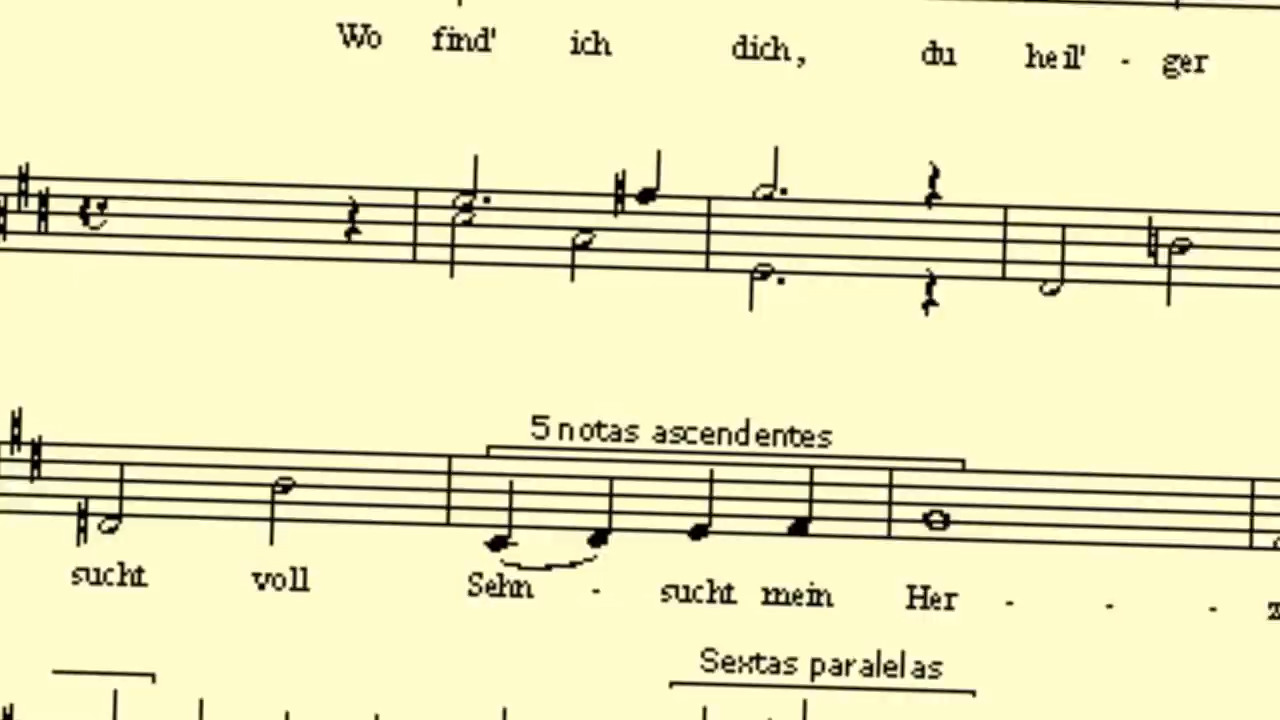 Wo find' ich dich, du heil' - ger
5 notas ascendentes
sucht voll Sehn - sucht mein Her - - -
Sextas paralelas